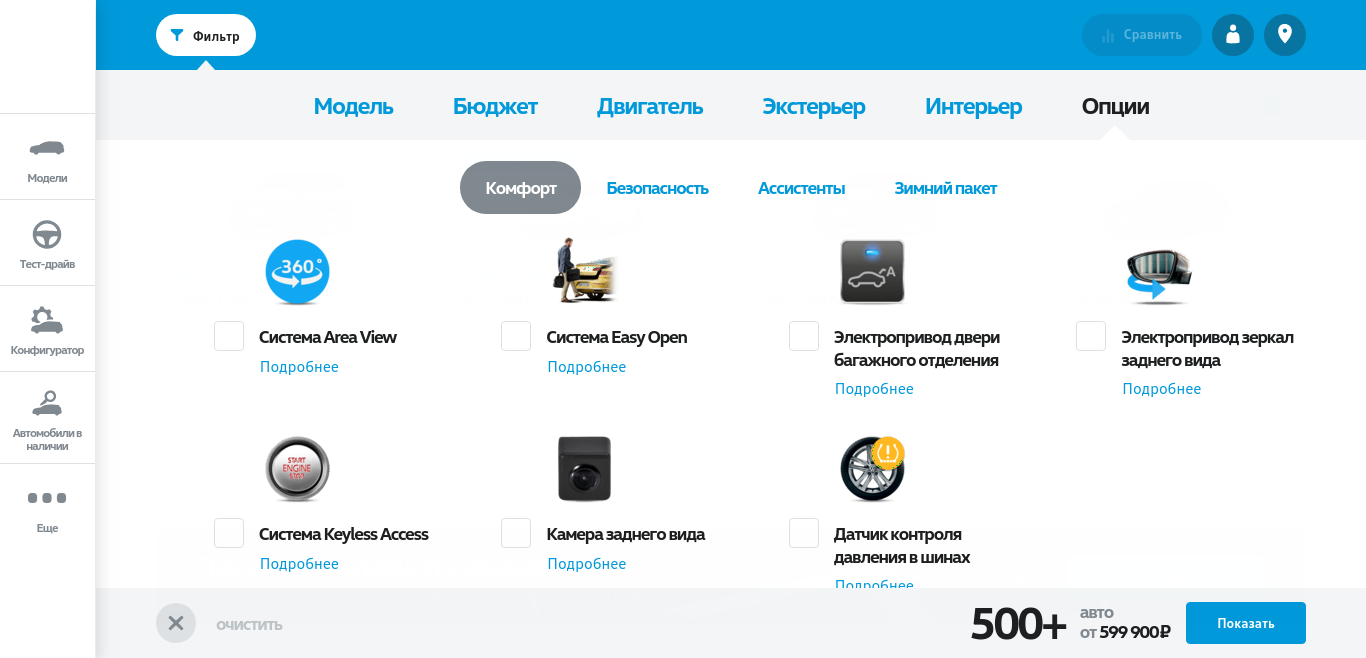 Фильтр
Сравнить
Модель
Бюджет
Двигатель
Экстерьер
Интерьер
Опции
Модели
Тест-драйв
Конфигуратор
Автомобили в
наличии
Еще
Комфорт
Безопасность
Ассистенты
Зимний пакет
360°
A
Система Area View
Подробнее
Система Easy Open
Подробнее
Электропривод двери
багажного отделения
Подробнее
Электропривод зеркал
заднего вида
Подробнее
START
ENGINE
STOP
Система Keyless Access
Подробнее
Камера заднего вида
Подробнее
Датчик контроля
давления в шинах
Подробнее
очистить
500+
авто
от 599 900₽
Показать